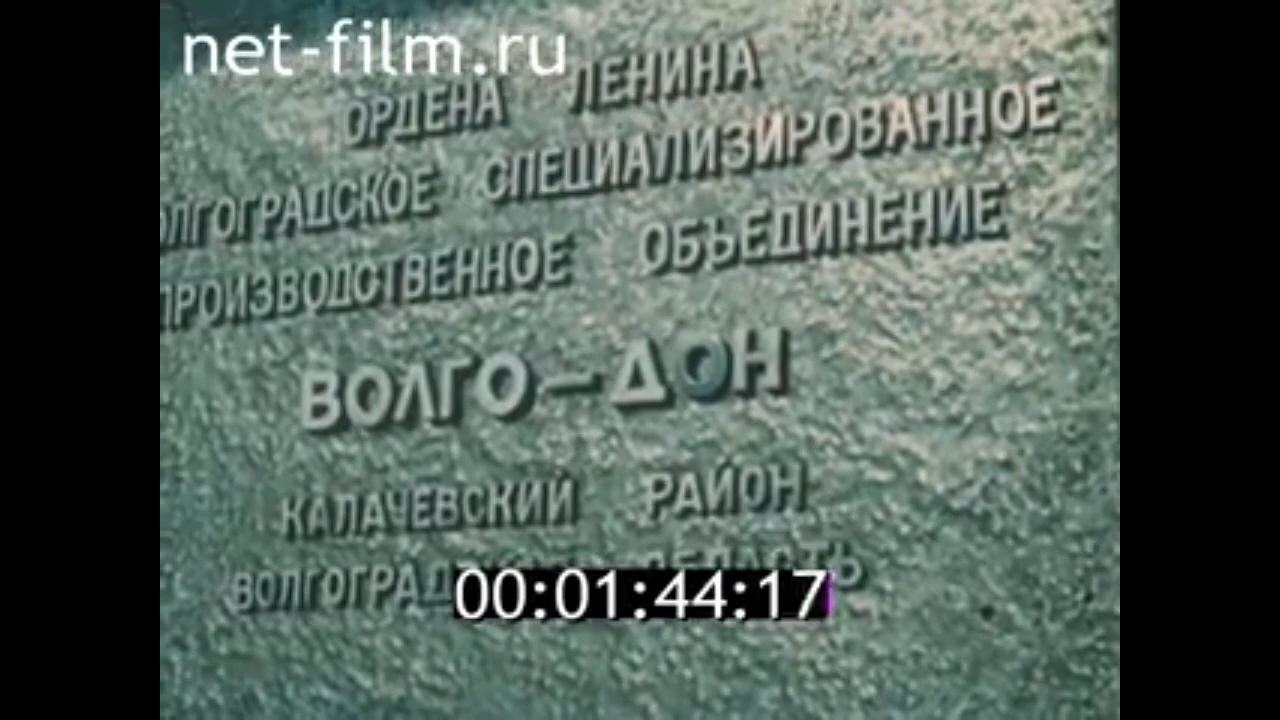 net-film.ru
ОРДЕНА ЛЕНИНА
ОЛГОГРАДСКОЕ СПЕЦИАЛИЗИРОВАННОЕ
ПРОИЗВОДСТВЕННОЕ ОБЪЕДИНЕНИЕ
ВОЛГО-ДОН
КАЛАЧЕВСКИЙ РАЙОН
00:01:44:17